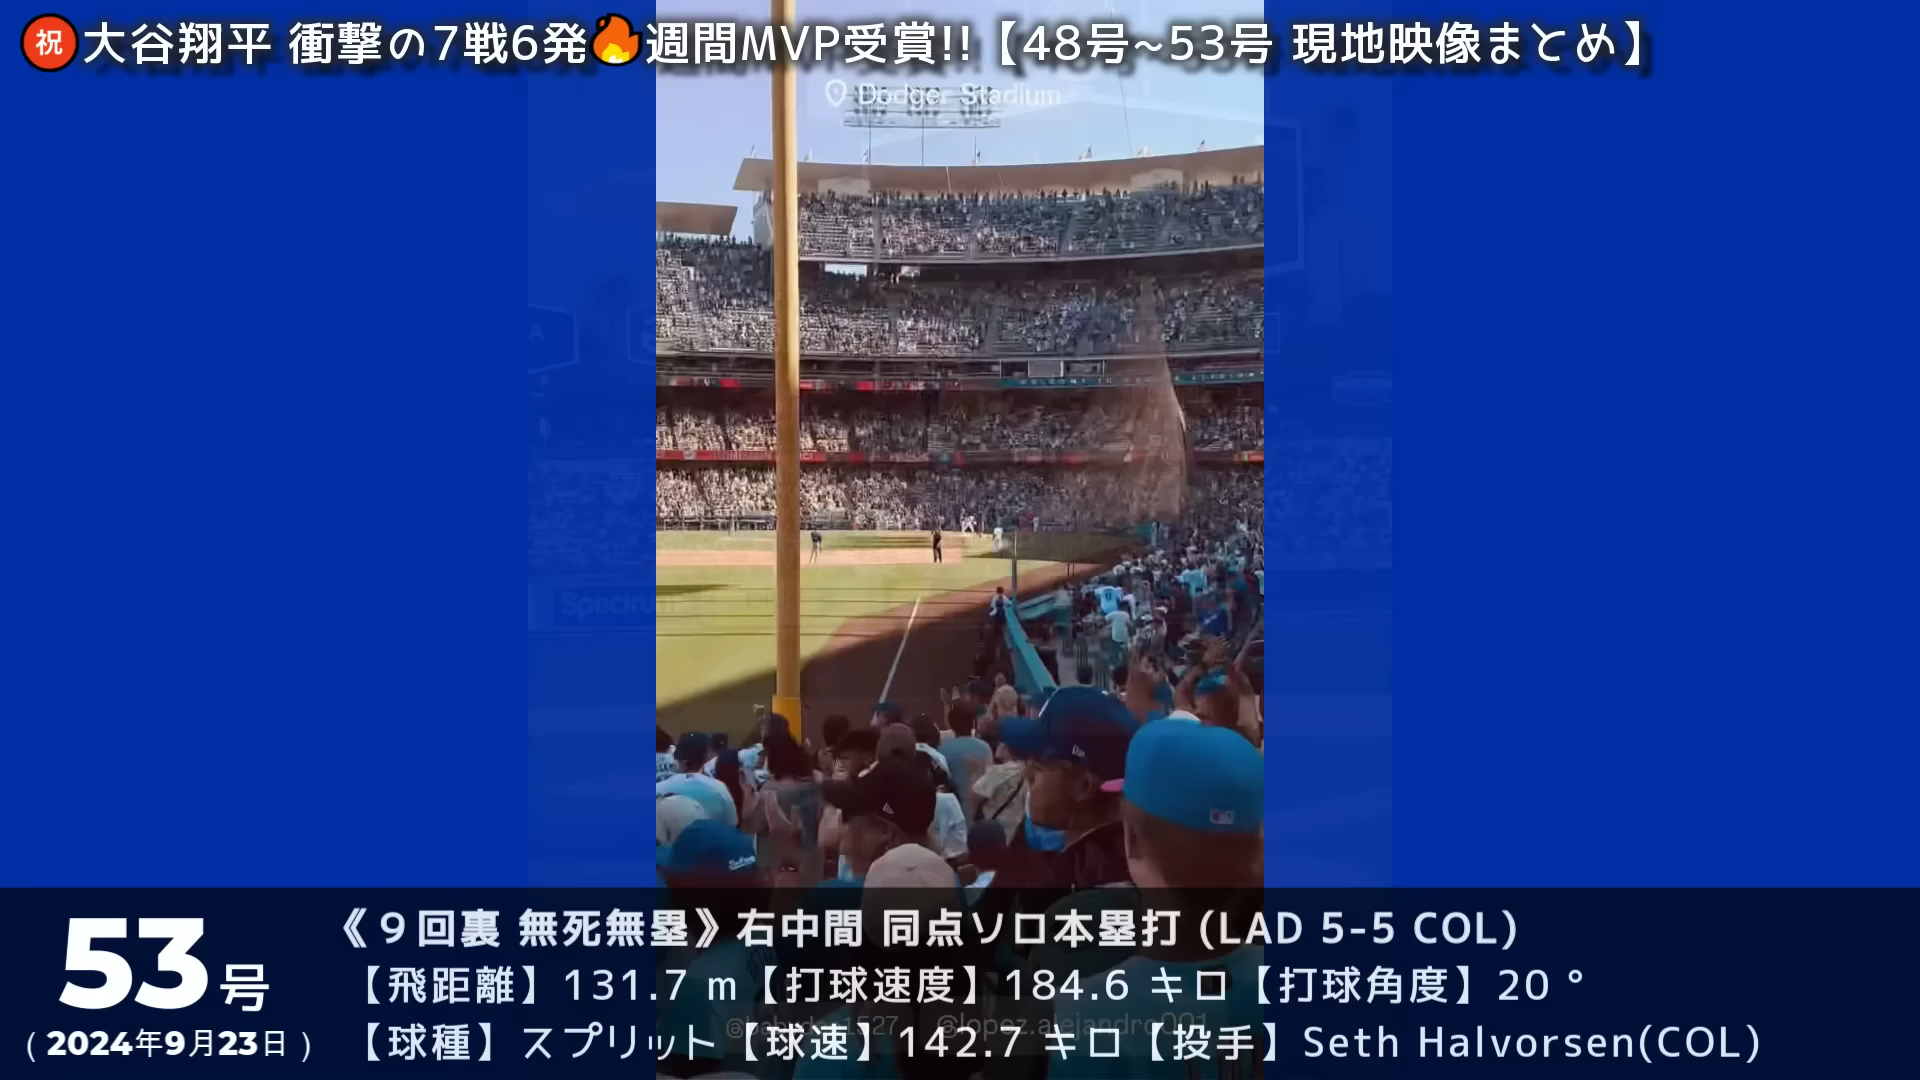 祝 大谷翔平 衝撃の7戦6発🔥週間MVP受賞!!【48号~53号 現地映像まとめ】
Dodger Stadium
Spectrum
53号
(2024年9月23日)
《９回裏 無死無塁》右中間 同点ソロ本塁打 (LAD 5-5 COL)
【飛距離】131.7 m【打球速度】184.6 キロ【打球角度】20 °
【球種】スプリット【球速】142.7 キロ【投手】Seth Halvorsen(COL)
@lopez.alejandro001